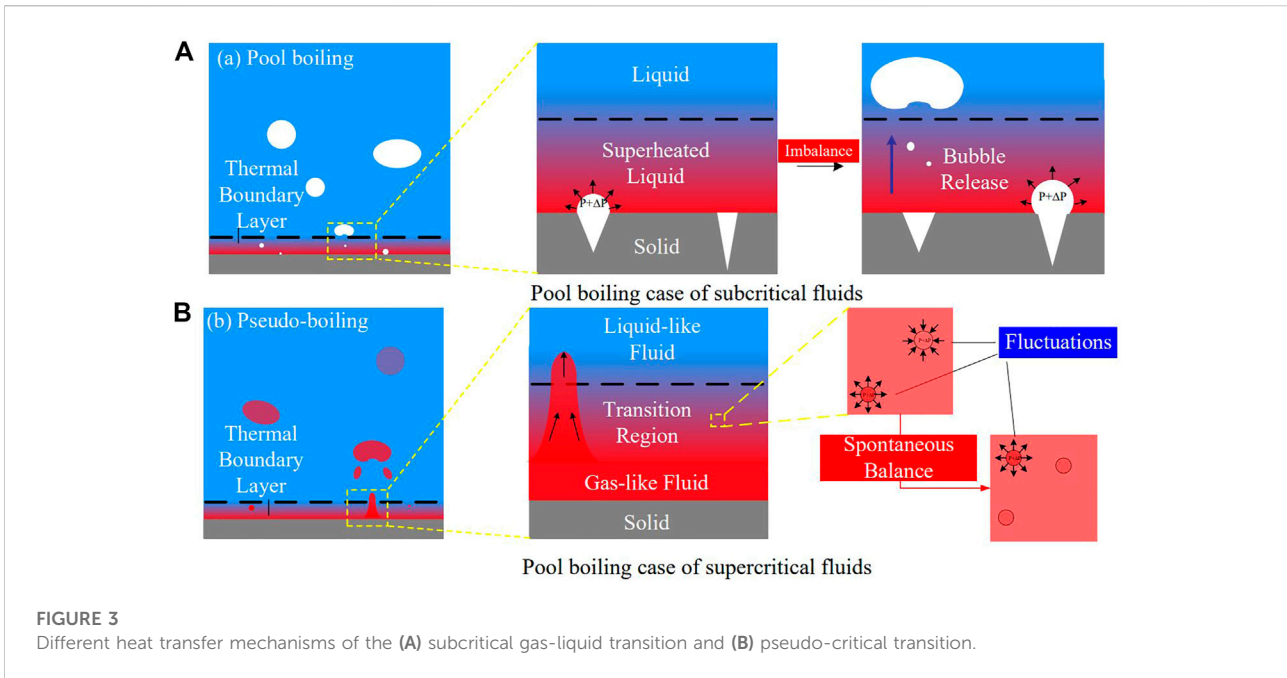 A
(a) Pool boiling
Thermal
Boundary
Layer
Liquid
Superheated
Liquid
P+ΔP
Solid
Imbalance
Bubble
Release
P+ΔP
Pool boiling case of subcritical fluids
B
(b) Pseudo-boiling
Thermal
Boundary
Layer
Liquid-like
Fluid
Transition
Region
Gas-like Fluid
Solid
Fluctuations
Spontaneous
Balance
Pool boiling case of supercritical fluids
FIGURE 3
Different heat transfer mechanisms of the (A) subcritical gas-liquid transition and (B) pseudo-critical transition.